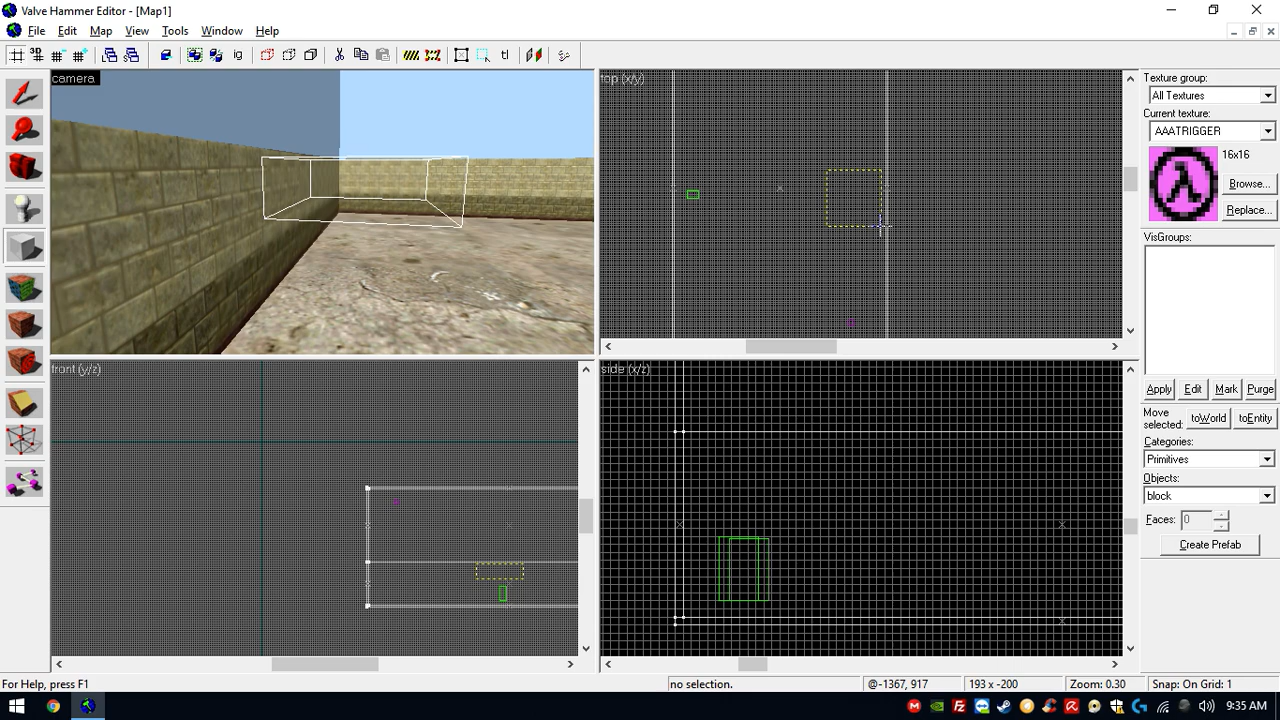 Valve Hammer Editor - [Map1]
File Edit Map View Tools Window Help
camera
top (x/y)
front (y/z)
side (x/z)
Texture group:
All Textures
Current texture:
AAATRIGGER
16x16
Browse...
Replace...
VisGroups:
Apply Edit Mark Purge
Move selected: toWorld toEntity
Categories:
Primitives
Objects:
block
Faces: 0
Create Prefab
For Help, press F1
no selection.
@-1367, 917
193 x -200
Zoom: 0.30
Snap: On Grid: 1
9:35 AM